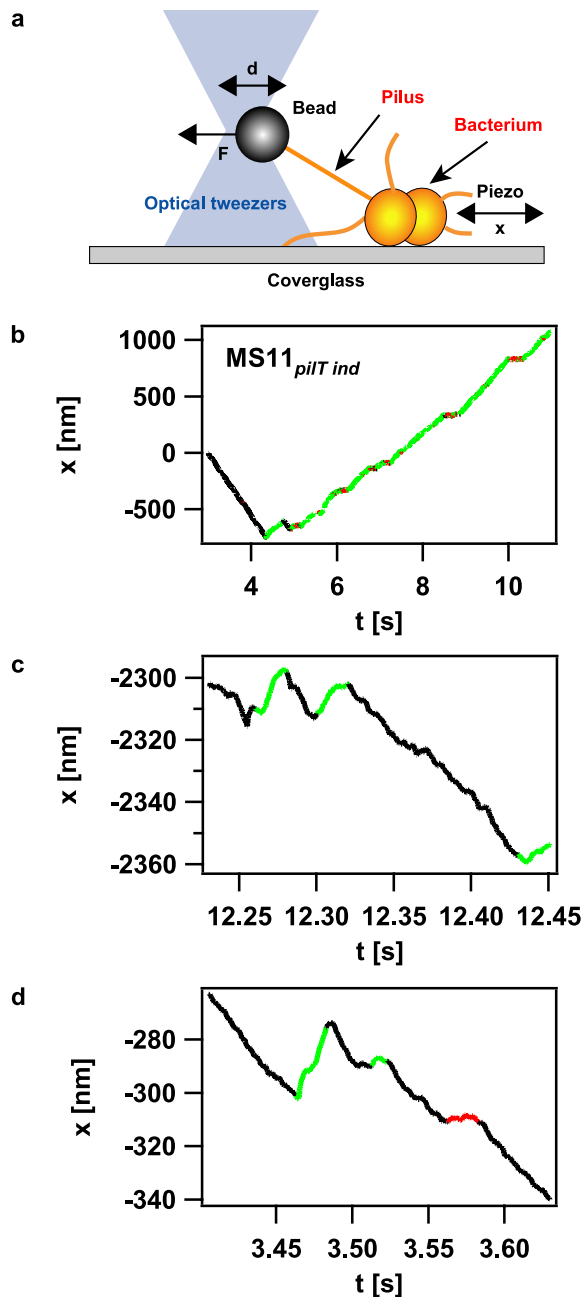 a
d
Bead
Pilus
Bacterium
F
Optical tweezers
Piezo
x
Coverglass
b
MS11pilT ind
1000
500
0
-500
x [nm]
4 6 8 10
t [s]
c
-2300
-2320
-2340
-2360
x [nm]
12.25 12.30 12.35 12.40 12.45
t [s]
d
-280
-300
-320
-340
x [nm]
3.45 3.50 3.55 3.60
t [s]